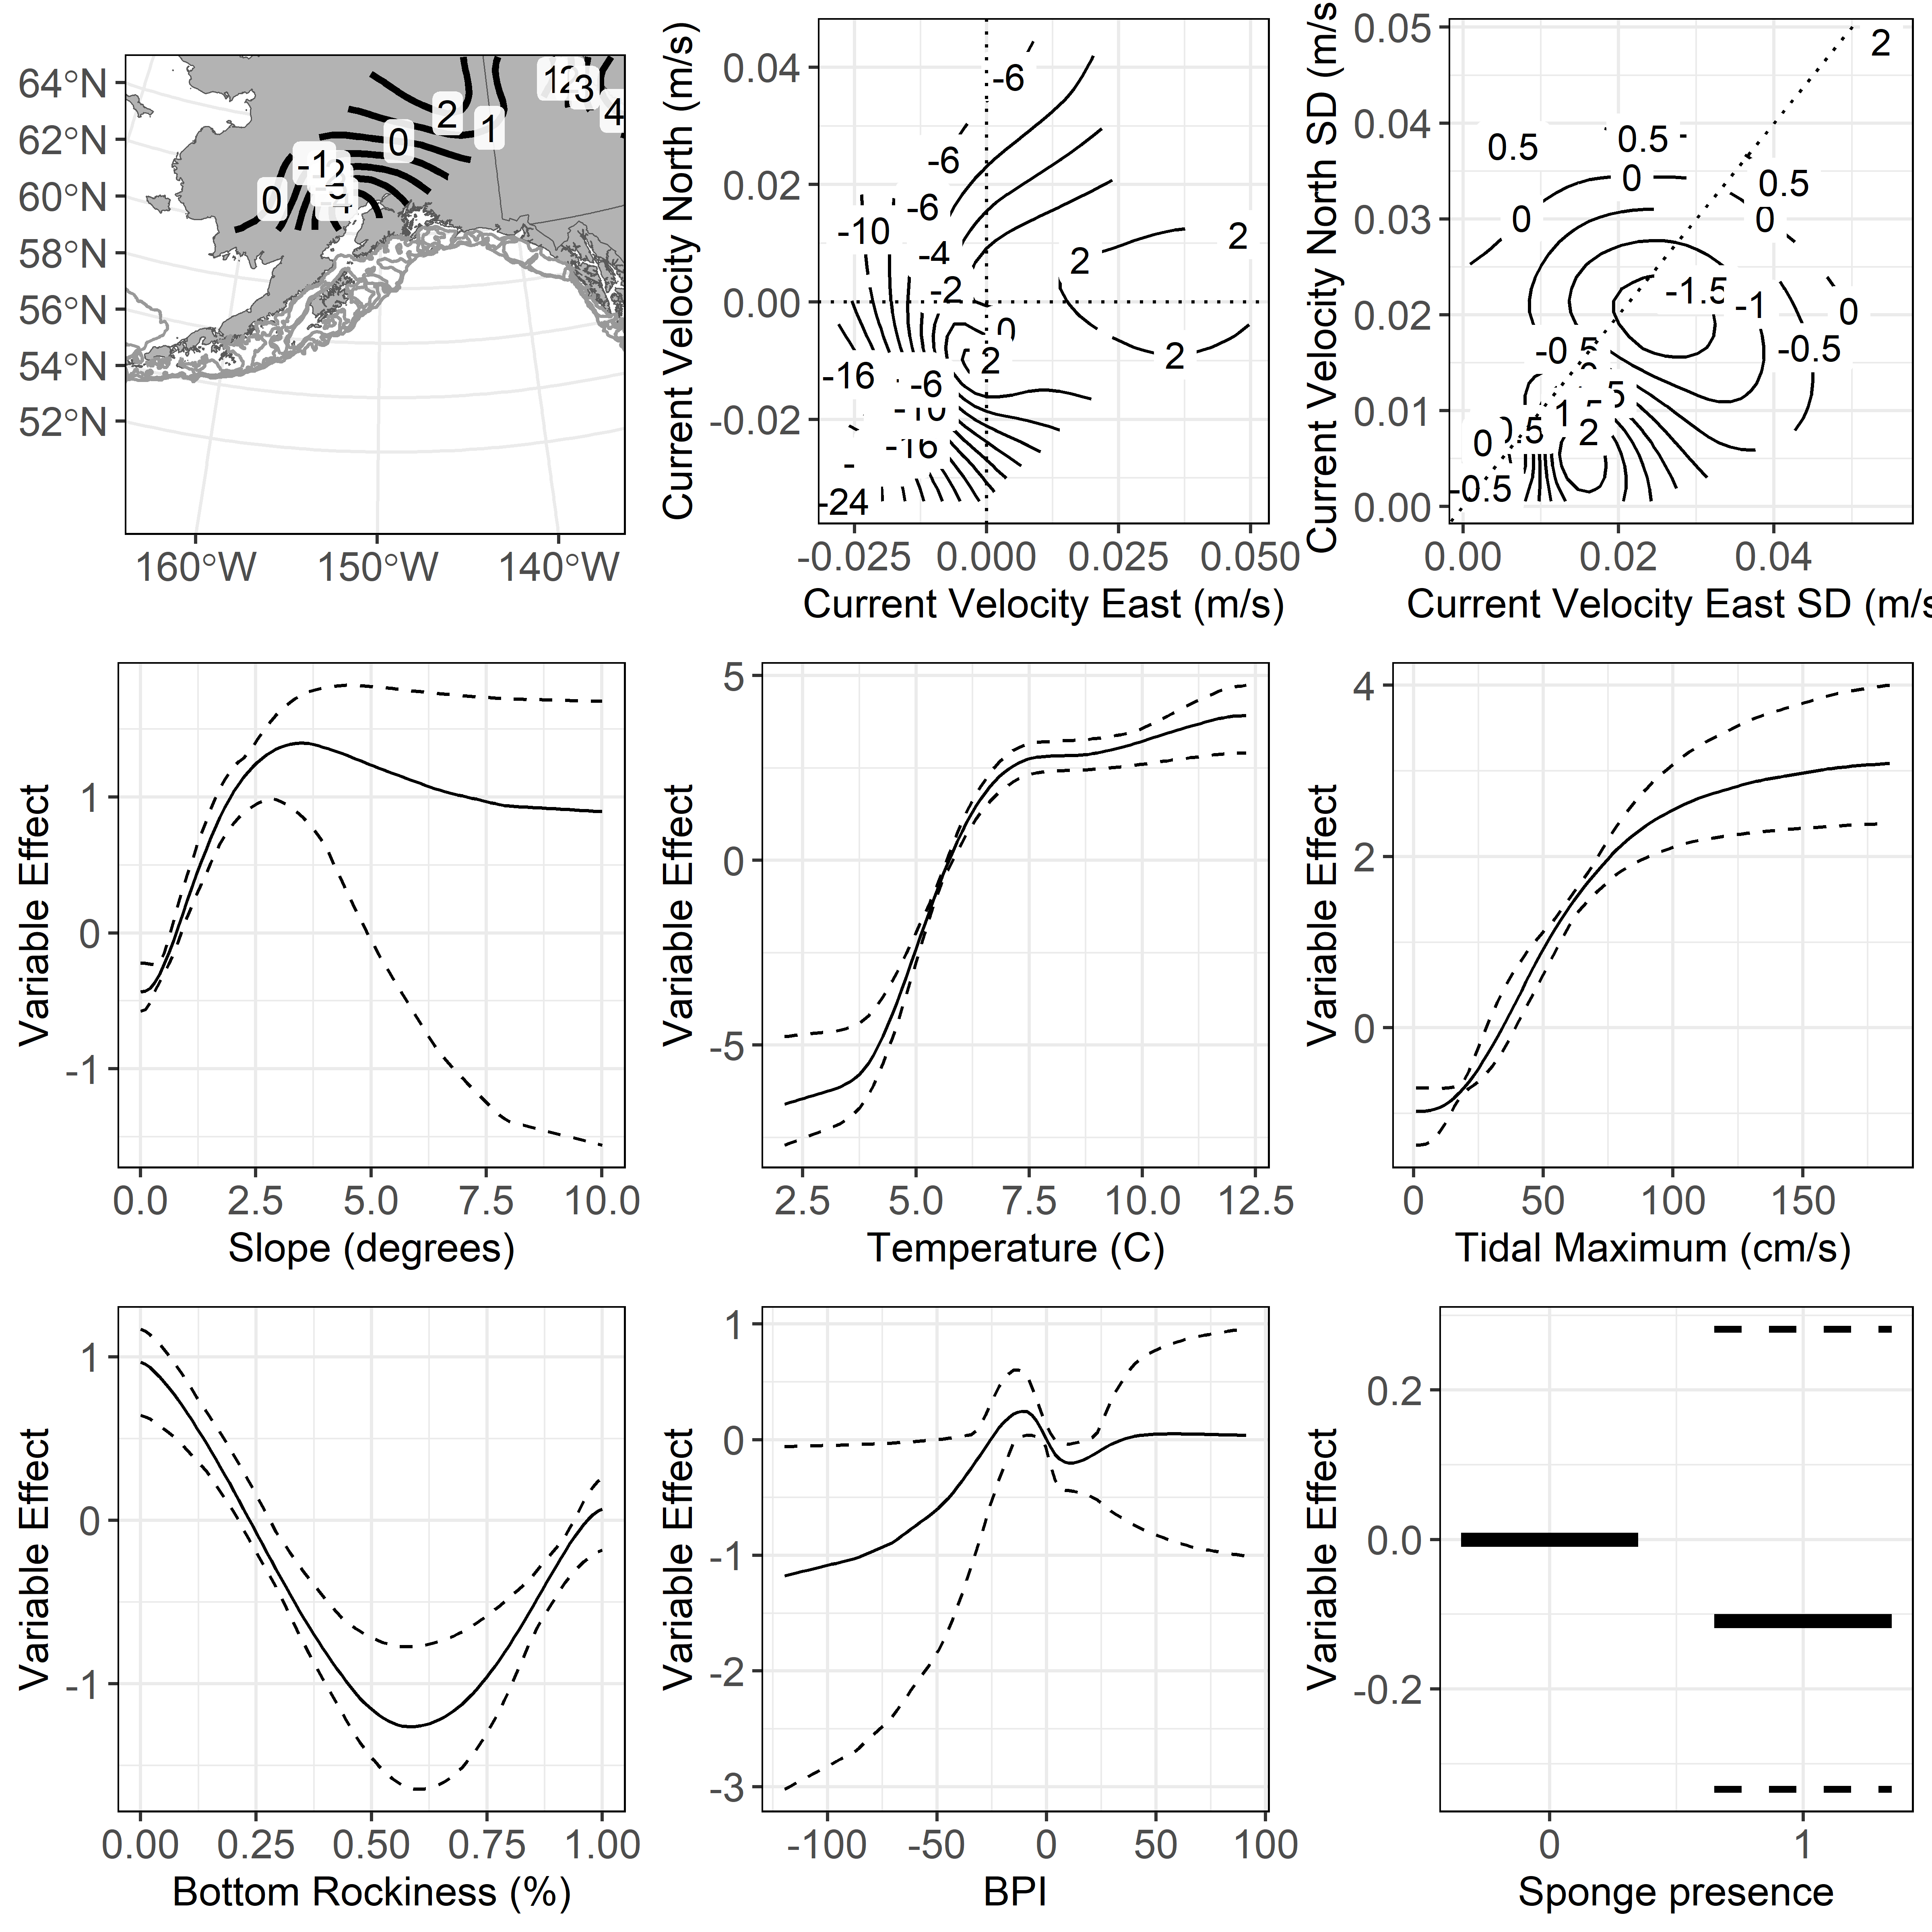 64°N
62°N
60°N
58°N
56°N
54°N
52°N
160°W 150°W 140°W
2
1
0
-1
0
3
4
Current Velocity North (m/s)
0.04
0.02
0.00
-0.02
-6
-6
-6
-10
-4
-2
0
2
2
2
2
-16
-6
-16
-24
-0.025 0.000 0.025 0.050
Current Velocity East (m/s)
Current Velocity North SD (m/s
0.05
0.04
0.03
0.02
0.01
0.00
2
0.5
0.5
0
0.5
0
0
-1.5
-1
0
-0.5
1
2
0
-0.5
0.00 0.02 0.04
Current Velocity East SD (m/s
Variable Effect
1
0
-1
0.0 2.5 5.0 7.5 10.0
Slope (degrees)
Variable Effect
5
0
-5
2.5 5.0 7.5 10.0 12.5
Temperature (C)
Variable Effect
4
2
0
0 50 100 150
Tidal Maximum (cm/s)
Variable Effect
1
0
-1
0.00 0.25 0.50 0.75 1.00
Bottom Rockiness (%)
Variable Effect
1
0
-1
-2
-3
-100 -50 0 50 100
BPI
Variable Effect
0.2
0.0
-0.2
0 1
Sponge presence